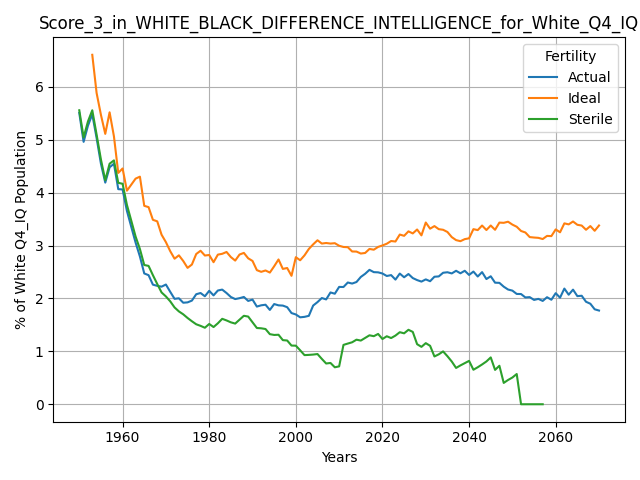 Score_3_in_WHITE_BLACK_DIFFERENCE_INTELLIGENCE_for_White_Q4_IQ
Fertility
Actual
Ideal
Sterile
% of White Q4_IQ Population
6
5
4
3
2
1
0
1960 1980 2000 2020 2040 2060
Years